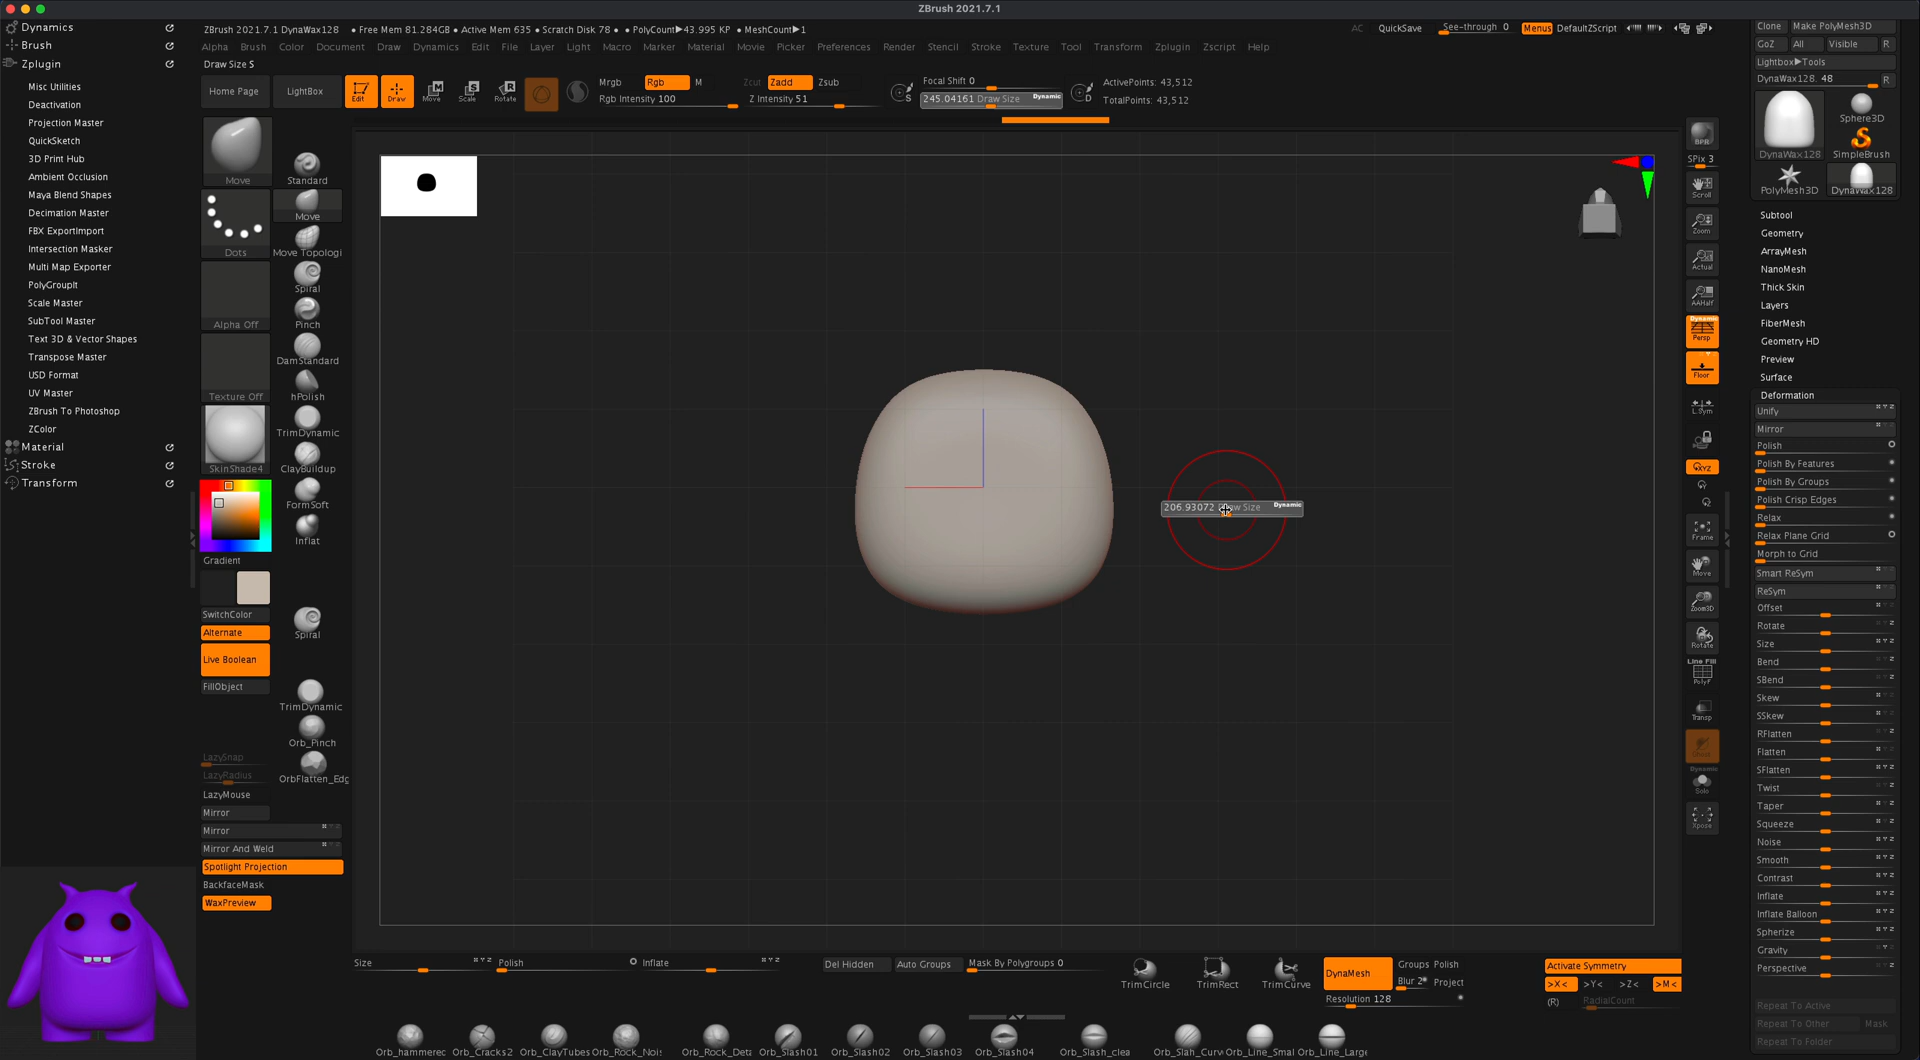 ZBrush 2021.7.1
Dynamics
Brush
Zplugin
Misc Utilities
Deactivation
Projection Master
QuickSketch
3D Print Hub
Ambient Occlusion
Maya Blend Shapes
Decimation Master
FBX ExportImport
Intersection Masker
Multi Map Exporter
PolyGroupIt
Scale Master
SubTool Master
Text 3D & Vector Shapes
Transpose Master
USD Format
UV Master
ZBrush To Photoshop
ZColor
Material
Stroke
Transform
ZBrush 2021.7.1 DynaWax128 • Free Mem 81.284GB • Active Mem 635 • Scratch Disk 78 • PolyCount▶43.995 KP • MeshCount▶1
AC QuickSave See-through 0 Menus DefaultZScript
Alpha Brush Color Document Draw Dynamics Edit File Layer Light Macro Marker Material Movie Picker Preferences Render Stencil Stroke Texture Tool Transform Zplugin Zscript Help
Draw Size S
Home Page LightBox Edit Draw Move Scale Rotate
Mrgb Rgb M Zcut Zadd Zsub
Rgb Intensity 100 Z Intensity 51
S
Focal Shift 0
245.04161 Draw Size Dynamic
D
ActivePoints: 43,512
TotalPoints: 43,512
Move
Dots
Alpha Off
Texture Off
SkinShade4
Gradient
SwitchColor
Alternate
Live Boolean
FillObject
LazySnap
LazyRadius
LazyMouse
Mirror
Mirror
Mirror And Weld
Spotlight Projection
BackfaceMask
WaxPreview
Standard
Move
Move Topologi
Spiral
Pinch
DamStandard
hPolish
TrimDynamic
ClayBuildup
FormSoft
Inflat
Spiral
TrimDynamic
Orb_Pinch
OrbFlatten_Edg
206.93072 Draw Size Dynamic
BPR
SPix 3
Scroll
Zoom
Actual
AAHalf
Dynamic
Persp
Floor
L.Sym
XYZ
Frame
Move
Zoom3D
Rotate
Line Fill
PolyF
Transp
Dynamic
Solo
Xpose
Clone Make PolyMesh3D
GoZ All Visible R
Lightbox▶Tools
DynaWax128. 48 R
DynaWax128
Sphere3D
SimpleBrush
PolyMesh3D
DynaWax128
Subtool
Geometry
ArrayMesh
NanoMesh
Thick Skin
Layers
FiberMesh
Geometry HD
Preview
Surface
Deformation
Unify
Mirror
Polish
Polish By Features
Polish By Groups
Polish Crisp Edges
Relax
Relax Plane Grid
Morph to Grid
Smart ReSym
ReSym
Offset
Rotate
Size
Bend
SBend
Skew
SSkew
RFlatten
Flatten
SFlatten
Twist
Taper
Squeeze
Noise
Smooth
Contrast
Inflate
Inflate Balloon
Spherize
Gravity
Perspective
Repeat To Active
Repeat To Other Mask
Repeat To Folder
Size Polish Inflate Del Hidden Auto Groups Mask By Polygroups 0
TrimCircle TrimRect TrimCurve
DynaMesh Groups Polish
Blur 2 Project
Resolution 128
Activate Symmetry
>X< >Y< >Z< >M<
(R) RadialCount
Orb_hammerec Orb_Cracks2 Orb_ClayTubes Orb_Rock_Noi Orb_Rock_Deta Orb_Slash01 Orb_Slash02 Orb_Slash03 Orb_Slash04 Orb_Slash_clea Orb_Slah_Curv Orb_Line_Smal Orb_Line_Large